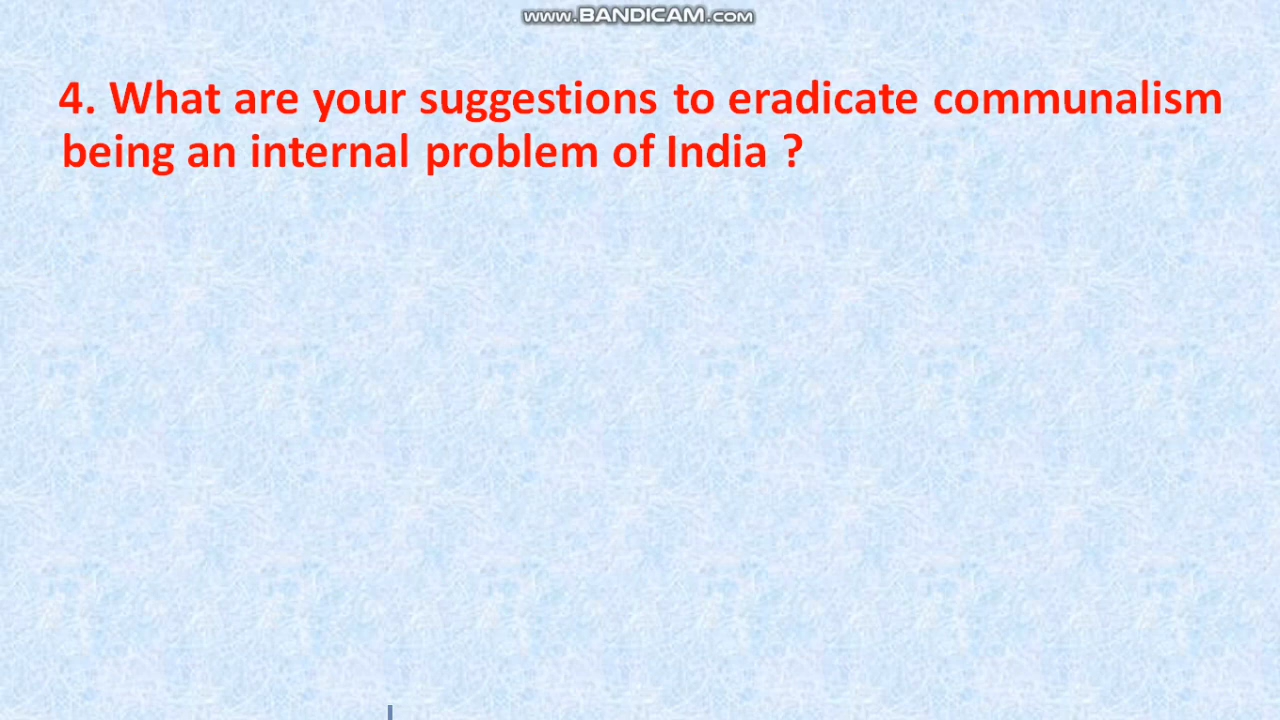 www.BANDICAM.com
4. What are your suggestions to eradicate communalism
being an internal problem of India ?